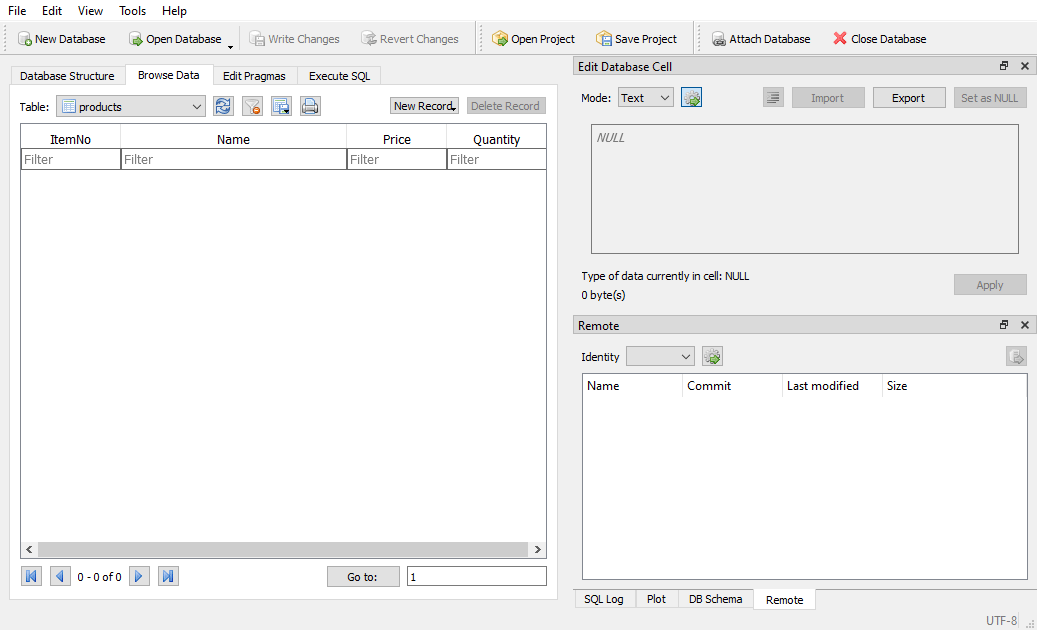 File Edit View Tools Help
New Database Open Database Write Changes Revert Changes Open Project Save Project Attach Database Close Database
Database Structure Browse Data Edit Pragmas Execute SQL
Table: products New Record Delete Record
ItemNo Name Price Quantity
Filter Filter Filter Filter
0 - 0 of 0 Go to: 1
Edit Database Cell
Mode: Text Import Export Set as NULL
NULL
Type of data currently in cell: NULL
0 byte(s)
Apply
Remote
Identity
Name Commit Last modified Size
SQL Log Plot DB Schema Remote
UTF-8